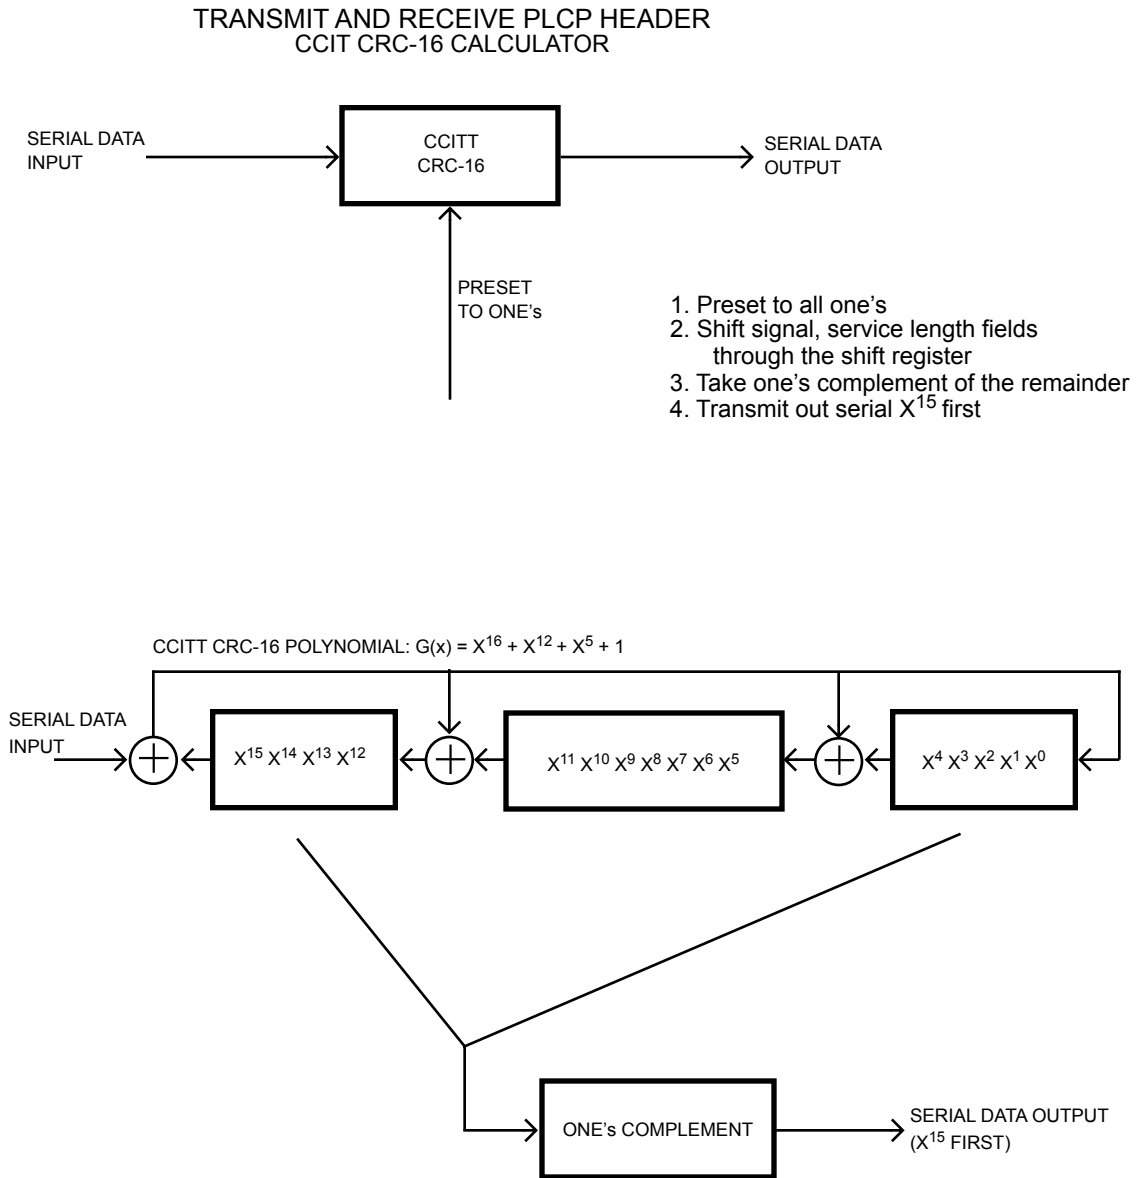 TRANSMIT AND RECEIVE PLCP HEADER
CCIT CRC-16 CALCULATOR
SERIAL DATA
INPUT
CCITT
CRC-16
SERIAL DATA
OUTPUT
PRESET
TO ONE's
1. Preset to all one's
2. Shift signal, service length fields
through the shift register
3. Take one's complement of the remainder
4. Transmit out serial X¹⁵ first
CCITT CRC-16 POLYNOMIAL: G(x) = X¹⁶ + X¹² + X⁵ + 1
SERIAL DATA
INPUT
X¹⁵ X¹⁴ X¹³ X¹²
X¹¹ X¹⁰ X⁹ X⁸ X⁷ X⁶ X⁵
X⁴ X³ X² X¹ X⁰
ONE's COMPLEMENT
SERIAL DATA OUTPUT
(X¹⁵ FIRST)